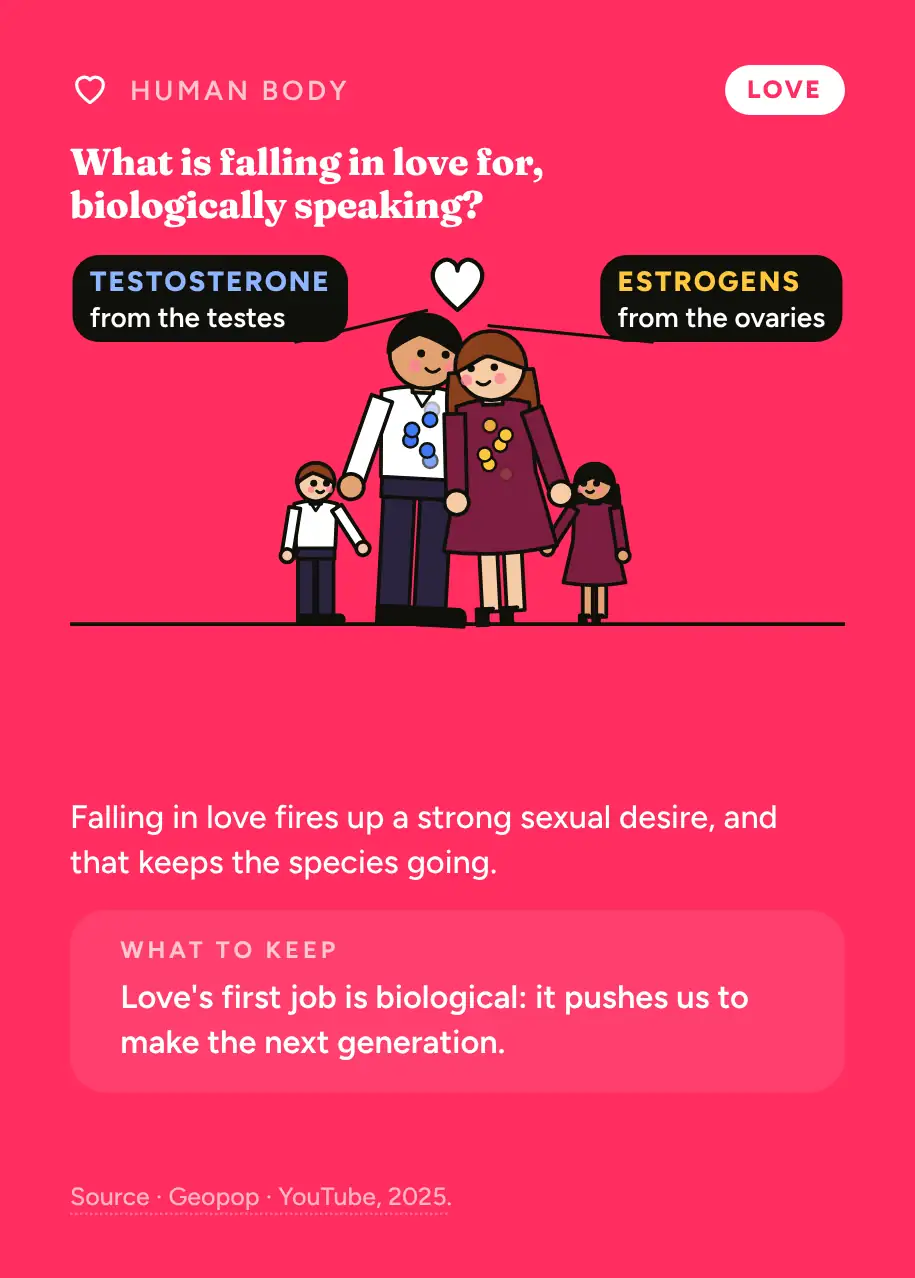 HUMAN BODY
LOVE
What is falling in love for,
biologically speaking?
TESTOSTERONE
from the testes
ESTROGENS
from the ovaries
Falling in love fires up a strong sexual desire, and
that keeps the species going.
WHAT TO KEEP
Love's first job is biological: it pushes us to
make the next generation.
Source · Geopop · YouTube, 2025.